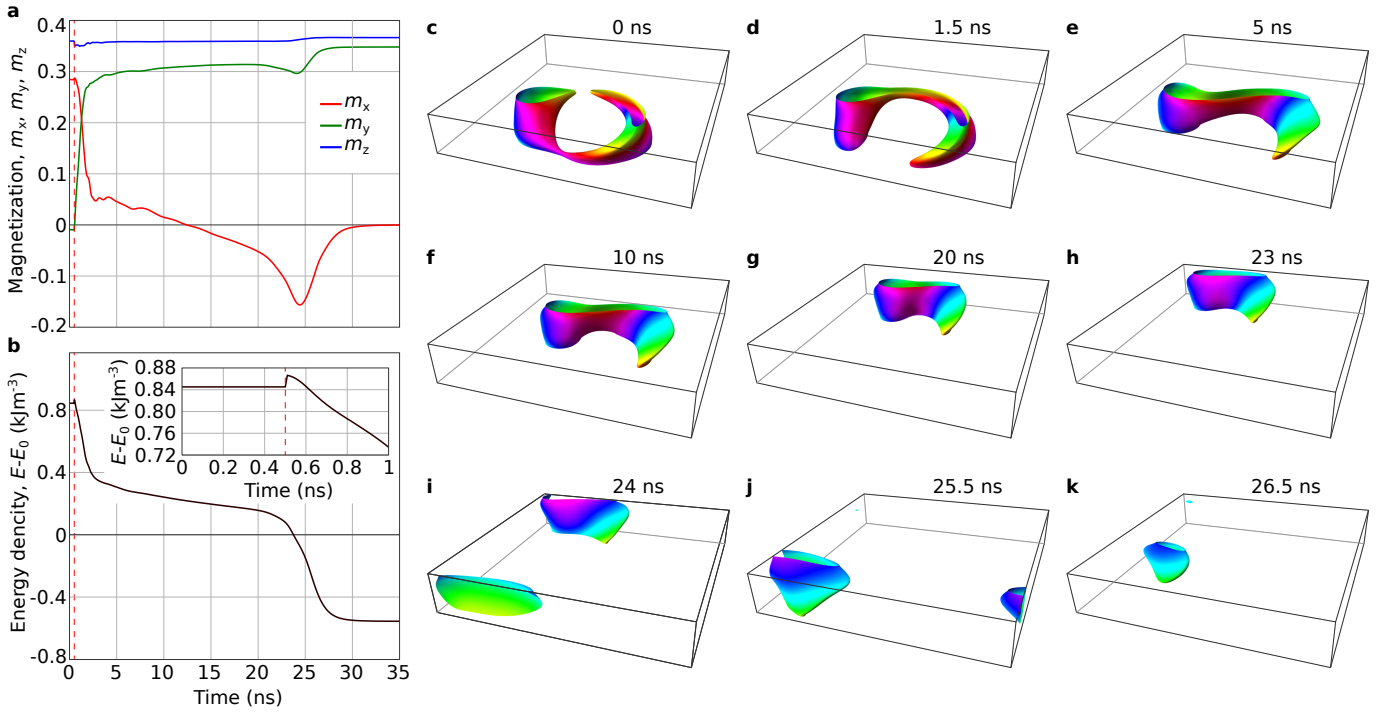 a
Magnetization, mx, my, mz
0.4
0.3
0.2
0.1
0
-0.1
-0.2
mx
my
mz
b
Energy dencity, E-E0 (kJm-3)
0.8
0.4
0
-0.4
-0.8
0 5 10 15 20 25 30 35
Time (ns)
E-E0 (kJm-3)
0.88
0.84
0.80
0.76
0.72
0 0.2 0.4 0.6 0.8 1
Time (ns)
c 0 ns
d 1.5 ns
e 5 ns
f 10 ns
g 20 ns
h 23 ns
i 24 ns
j 25.5 ns
k 26.5 ns